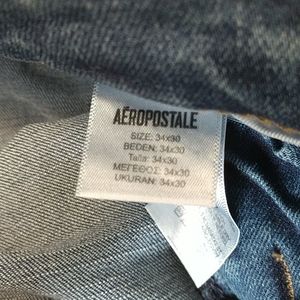 AÉROPOSTALE
SIZE: 34x30
BEDEN: 34x30
Talla: 34x30
ΜΕΓΕΘΟΣ: 34x30
UKURAN: 34x30